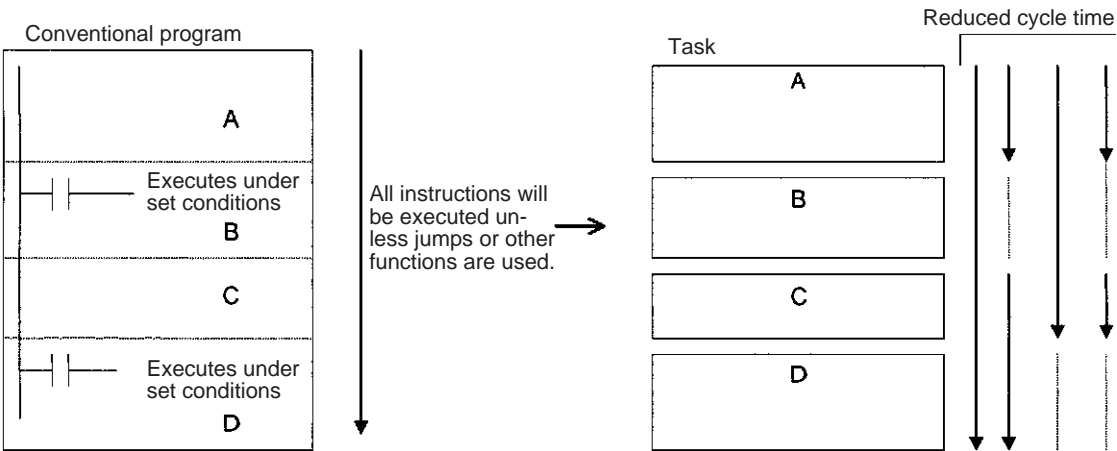 Conventional program
A
Executes under
set conditions
B
C
Executes under
set conditions
D
All instructions will
be executed un-
less jumps or other
functions are used.
Task
A
B
C
D
Reduced cycle time